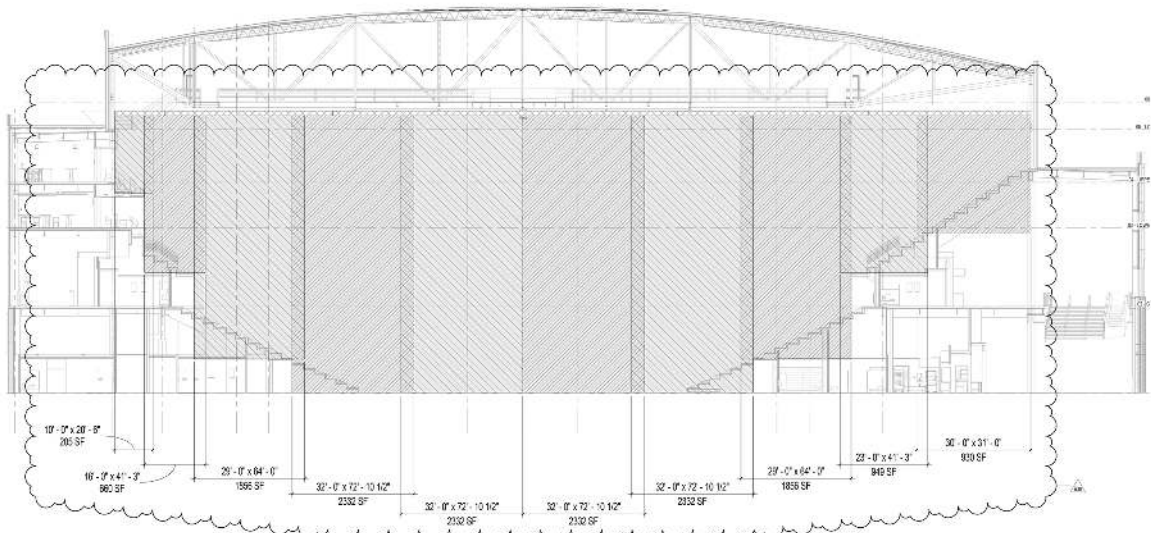 10' - 0" x 20' - 6"
205 SF
16' - 0" x 41' - 3"
660 SF
29' - 0" x 64' - 0"
1856 SF
32' - 0" x 72' - 10 1/2"
2332 SF
32' - 0" x 72' - 10 1/2"
2332 SF
32' - 0" x 72' - 10 1/2"
2332 SF
32' - 0" x 72' - 10 1/2"
2332 SF
29' - 0" x 64' - 0"
1856 SF
23' - 0" x 41' - 3"
949 SF
30' - 0" x 31' - 0"
930 SF